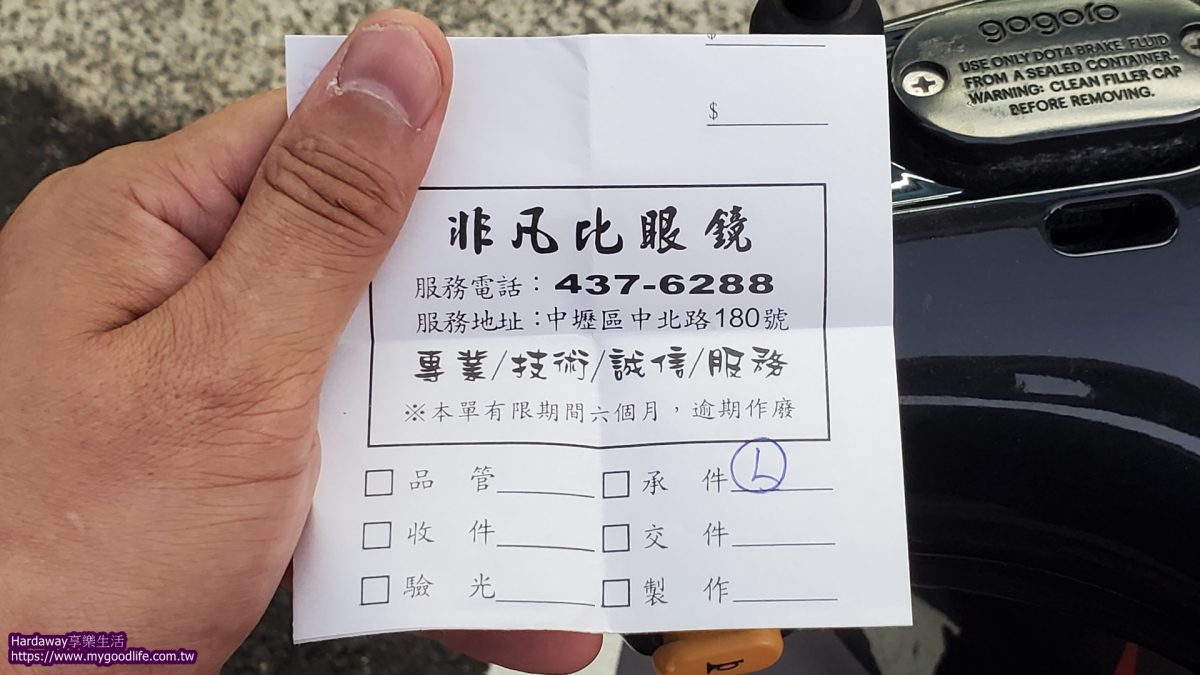 $
$
非凡比眼鏡
服務電話：437-6288
服務地址：中壢區中北路180號
專業/技術/誠信/服務
※本單有限期間六個月，逾期作廢
品 管 承 件 L
收 件 交 件
驗 光 製 作
gogoro
USE ONLY DOT4 BRAKE FLUID
FROM A SEALED CONTAINER.
WARNING: CLEAN FILLER CAP
BEFORE REMOVING.
Hardaway享樂生活
https://www.mygoodlife.com.tw